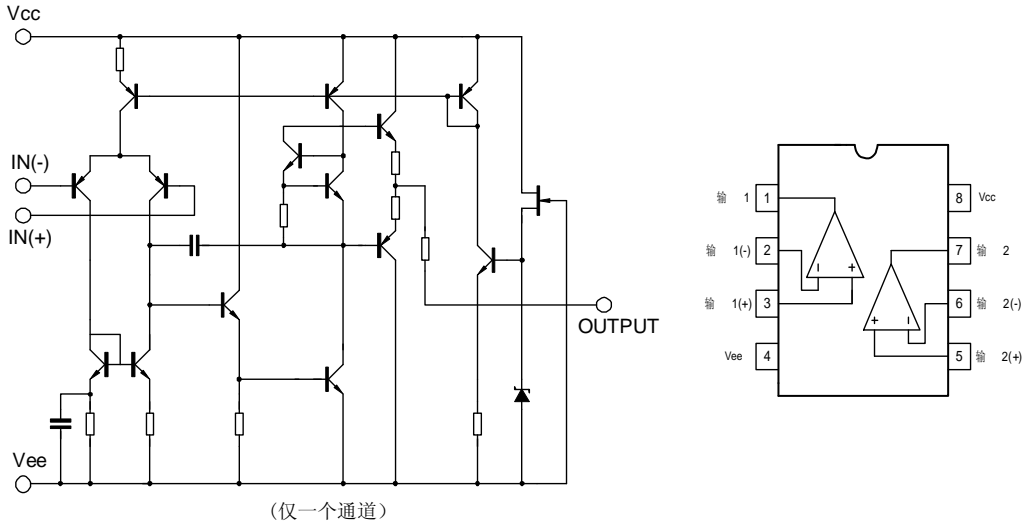 Vcc
IN(-)
IN(+)
OUTPUT
Vee
(仅一个通道)
输 1
1
8
Vcc
输 1(-)
2
7
输 2
输 1(+)
3
6
输 2(-)
Vee
4
5
输 2(+)